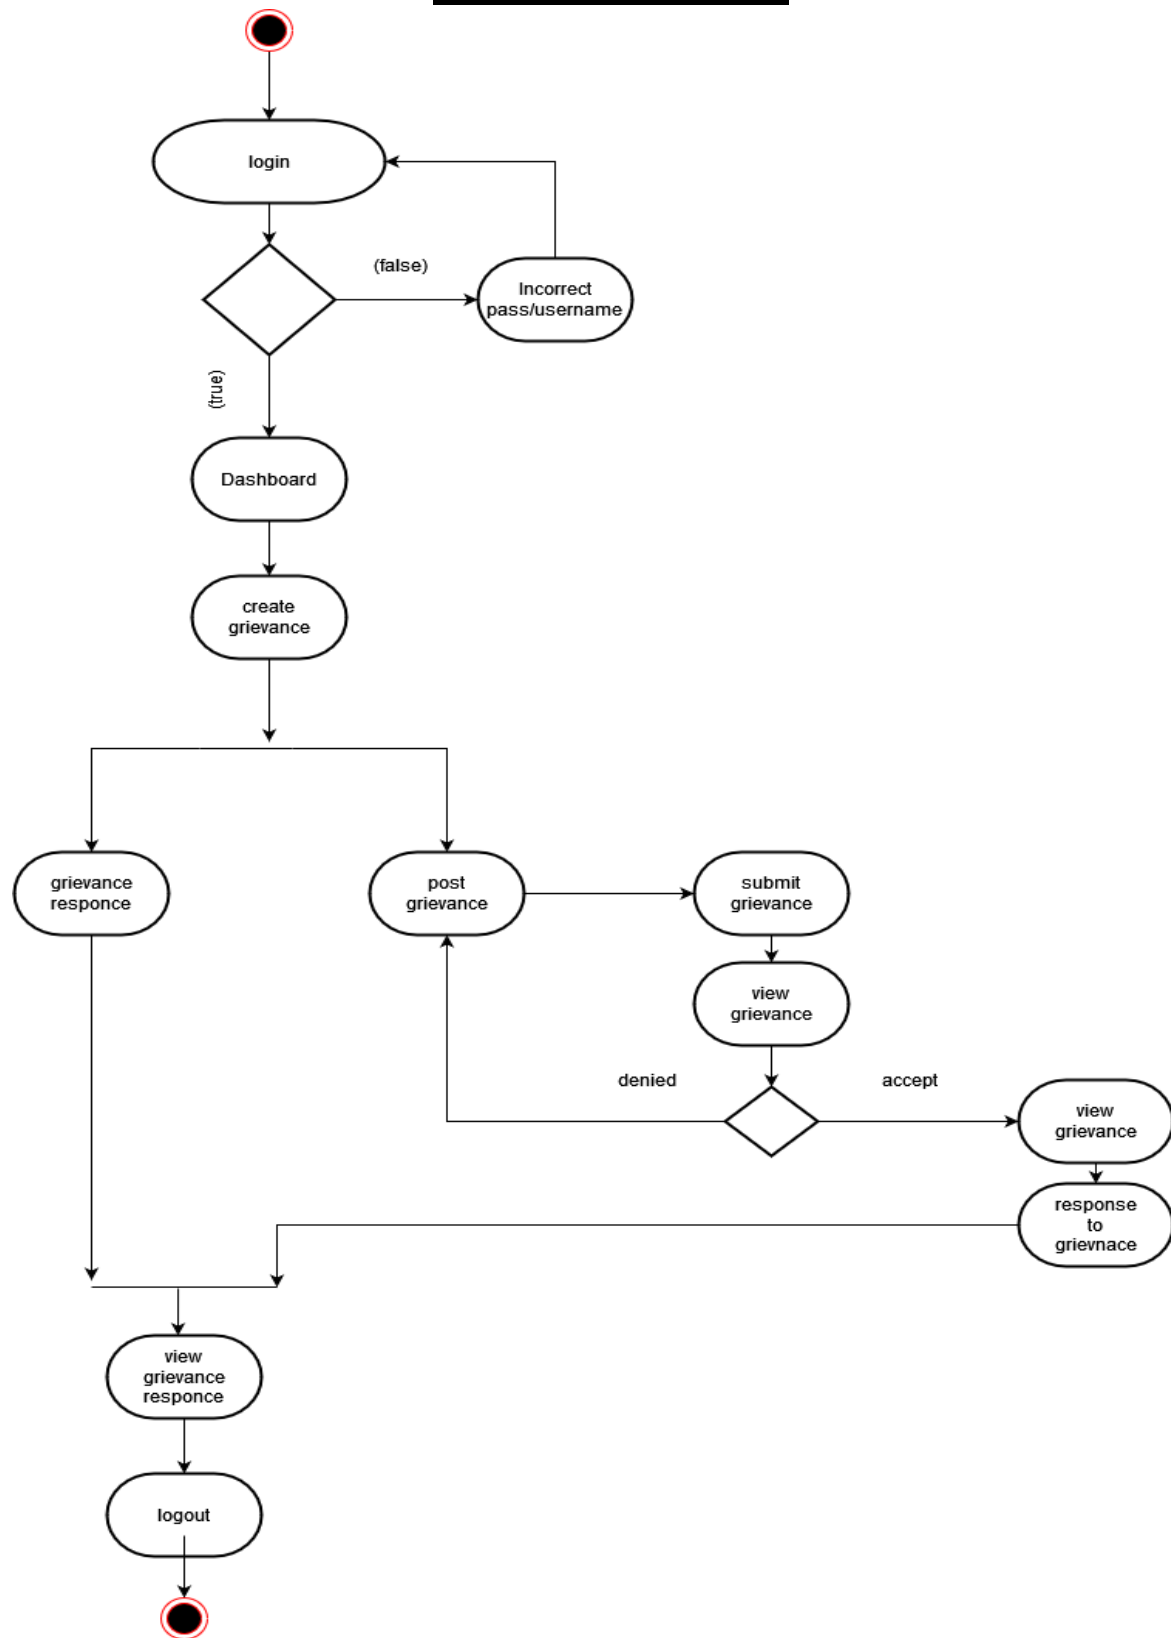 login
(false)
Incorrect
pass/username
(true)
Dashboard
create
grievance
grievance
responce
post
grievance
submit
grievance
view
grievance
denied
accept
view
grievance
response
to
grievnace
view
grievance
responce
logout